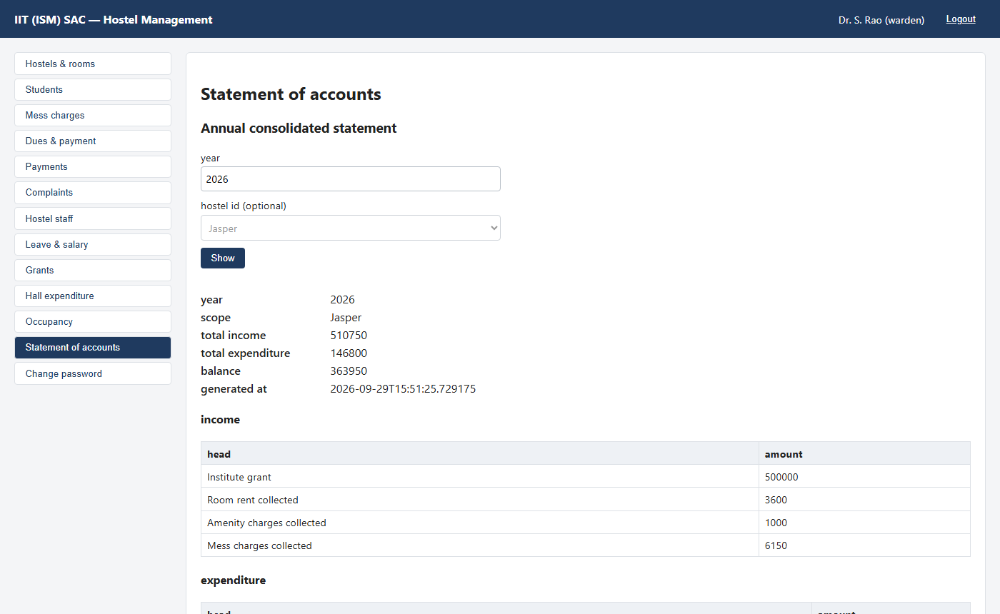 IIT (ISM) SAC — Hostel Management
Dr. S. Rao (warden) Logout
Hostels & rooms
Students
Mess charges
Dues & payment
Payments
Complaints
Hostel staff
Leave & salary
Grants
Hall expenditure
Occupancy
Statement of accounts
Change password
Statement of accounts
Annual consolidated statement
year
2026
hostel id (optional)
Jasper
Show
year 2026
scope Jasper
total income 510750
total expenditure 146800
balance 363950
generated at 2026-09-29T15:51:25.729175
income
head amount
Institute grant 500000
Room rent collected 3600
Amenity charges collected 1000
Mess charges collected 6150
expenditure
head amount